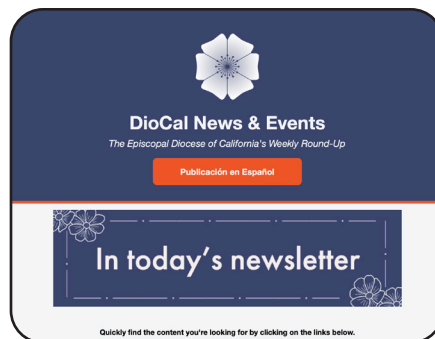 DioCal News & Events
The Episcopal Diocese of California's Weekly Round-Up
Publicación en Español
In today's newsletter
Quickly find the content you're looking for by clicking on the links below.